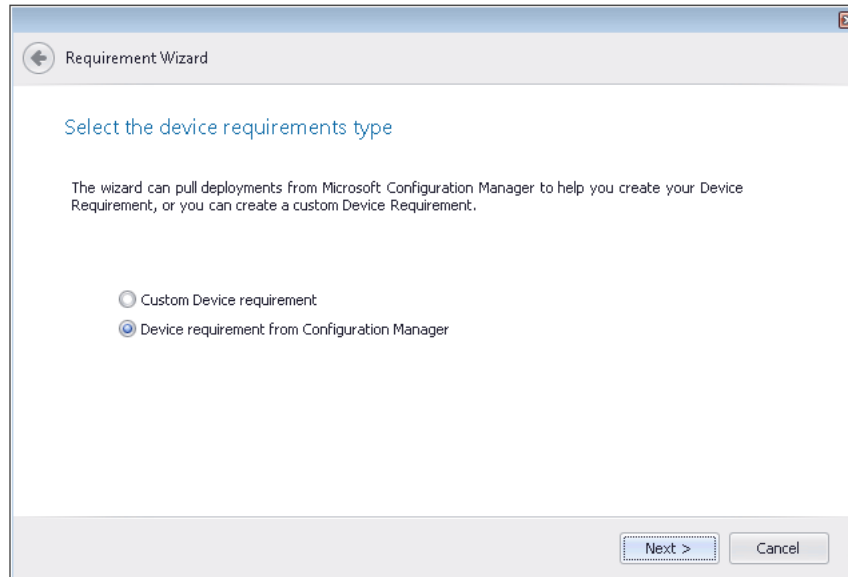 Requirement Wizard
Select the device requirements type
The wizard can pull deployments from Microsoft Configuration Manager to help you create your Device
Requirement, or you can create a custom Device Requirement.
Custom Device requirement
Device requirement from Configuration Manager
Next >
Cancel